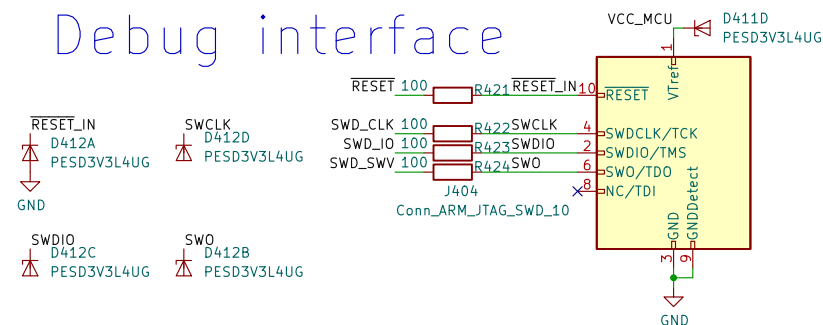 Debug interface
VCC_MCU
D411D
PESD3V3L4UG
1
VTref
RESET 100 R421 RESET_IN 10 RESET
SWD_CLK 100 R422 SWCLK 4 SWDCLK/TCK
SWD_IO 100 R423 SWDIO 2 SWDIO/TMS
SWD_SWV 100 R424 SWO 6 SWO/TDO
8 NC/TDI
J404
Conn_ARM_JTAG_SWD_10
GND
GNDDetect
3
9
GND
RESET_IN
D412A
PESD3V3L4UG
GND
SWCLK
D412D
PESD3V3L4UG
SWDIO
D412C
PESD3V3L4UG
SWO
D412B
PESD3V3L4UG